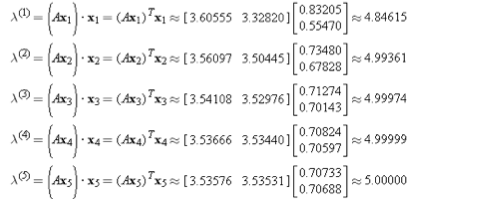 λ⁽¹⁾ = (Ax₁) · x₁ = (Ax₁)ᵀx₁ ≈ [3.60555 3.32820] [0.83205 0.55470] ≈ 4.84615
λ⁽²⁾ = (Ax₂) · x₂ = (Ax₂)ᵀx₂ ≈ [3.56097 3.50445] [0.73480 0.67828] ≈ 4.99361
λ⁽³⁾ = (Ax₃) · x₃ = (Ax₃)ᵀx₃ ≈ [3.54108 3.52976] [0.71274 0.70143] ≈ 4.99974
λ⁽⁴⁾ = (Ax₄) · x₄ = (Ax₄)ᵀx₄ ≈ [3.53666 3.53440] [0.70824 0.70597] ≈ 4.99999
λ⁽⁵⁾ = (Ax₅) · x₅ = (Ax₅)ᵀx₅ ≈ [3.53576 3.53531] [0.70733 0.70688] ≈ 5.00000